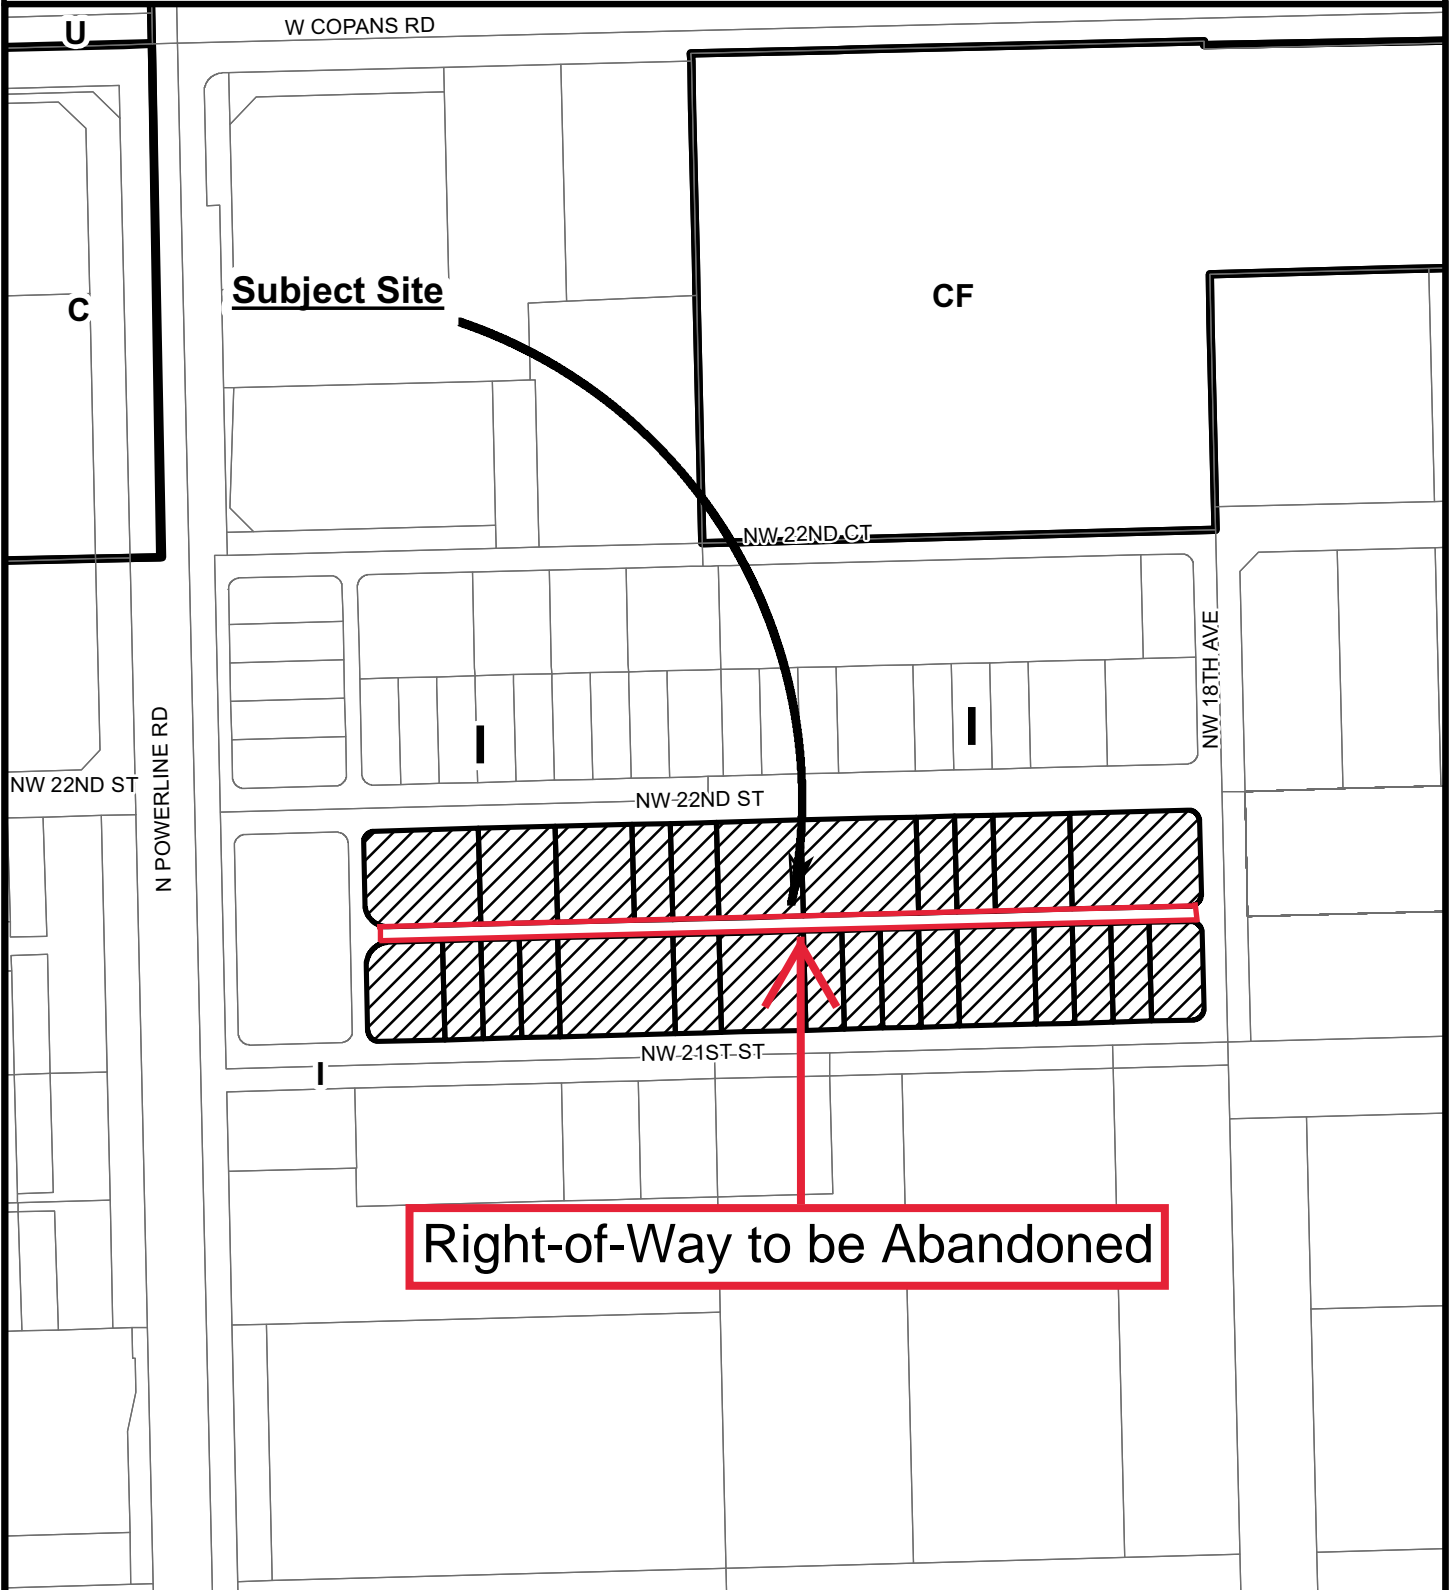 W COPANS RD
U
Subject Site
CF
C
NW 22ND CT
NW 18TH AVE
N POWERLINE RD
I
I
NW 22ND ST
NW 22ND ST
NW 21ST ST
I
Right-of-Way to be Abandoned